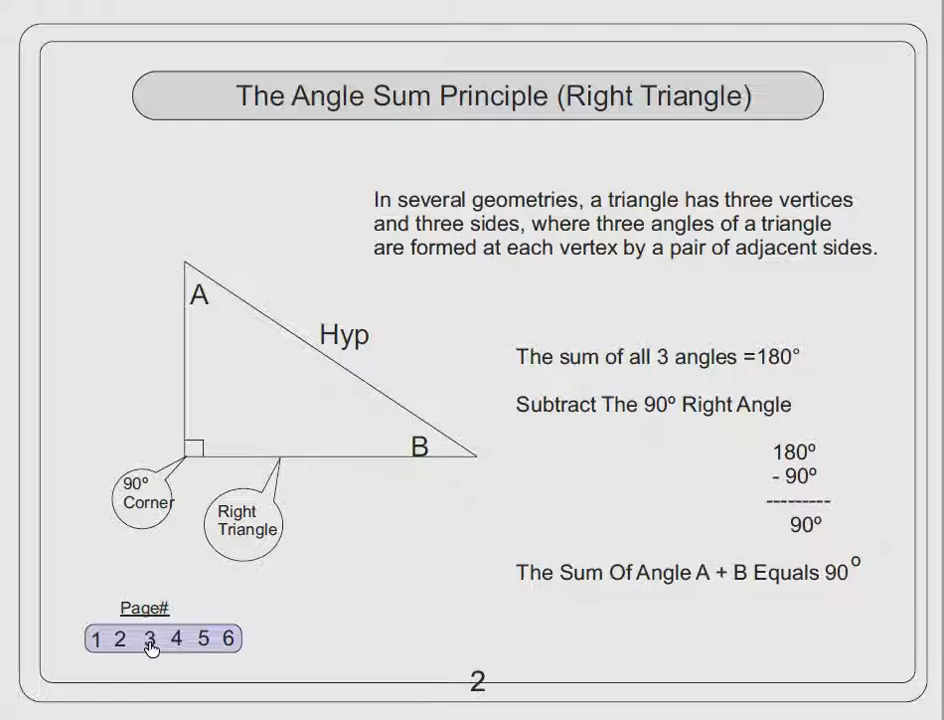 The Angle Sum Principle (Right Triangle)
In several geometries, a triangle has three vertices
and three sides, where three angles of a triangle
are formed at each vertex by a pair of adjacent sides.
A
Hyp
B
90º
Corner
Right
Triangle
The sum of all 3 angles =180°
Subtract The 90º Right Angle
180º
- 90º
---------
90º
The Sum Of Angle A + B Equals 90º
Page#
1 2 3 4 5 6
2